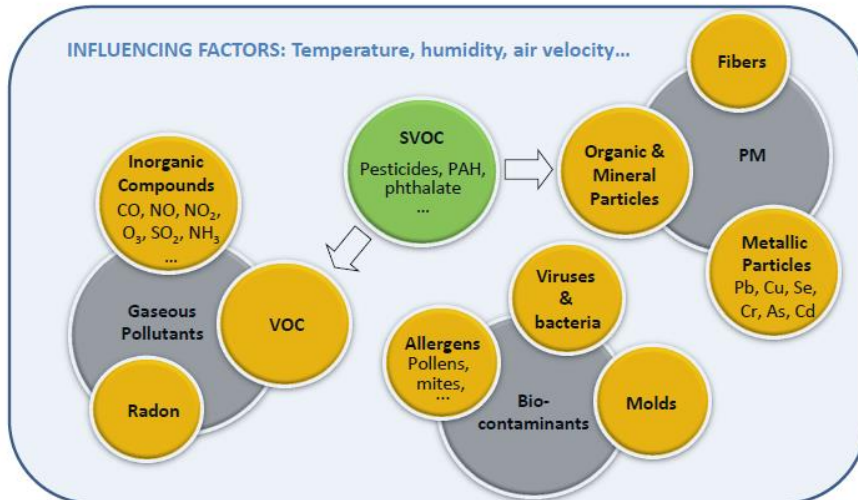 INFLUENCING FACTORS: Temperature, humidity, air velocity…
Fibers
SVOC
Pesticides, PAH,
phthalate
…
Organic &
Mineral
Particles
PM
Inorganic
Compounds
CO, NO, NO₂,
O₃, SO₂, NH₃
…
Metallic
Particles
Pb, Cu, Se,
Cr, As, Cd
Gaseous
Pollutants
VOC
Radon
Viruses
&
bacteria
Allergens
Pollens,
mites,
…
Bio-
contaminants
Molds